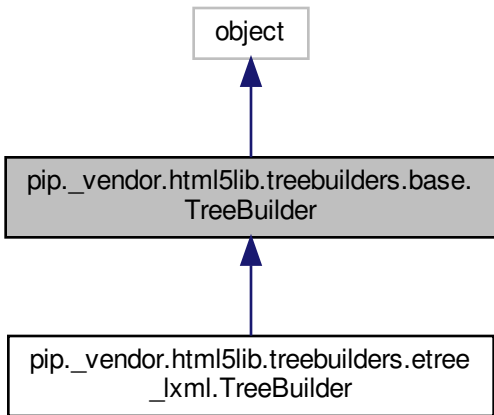 object
pip._vendor.html5lib.treebuilders.base.
TreeBuilder
pip._vendor.html5lib.treebuilders.etree
_lxml.TreeBuilder